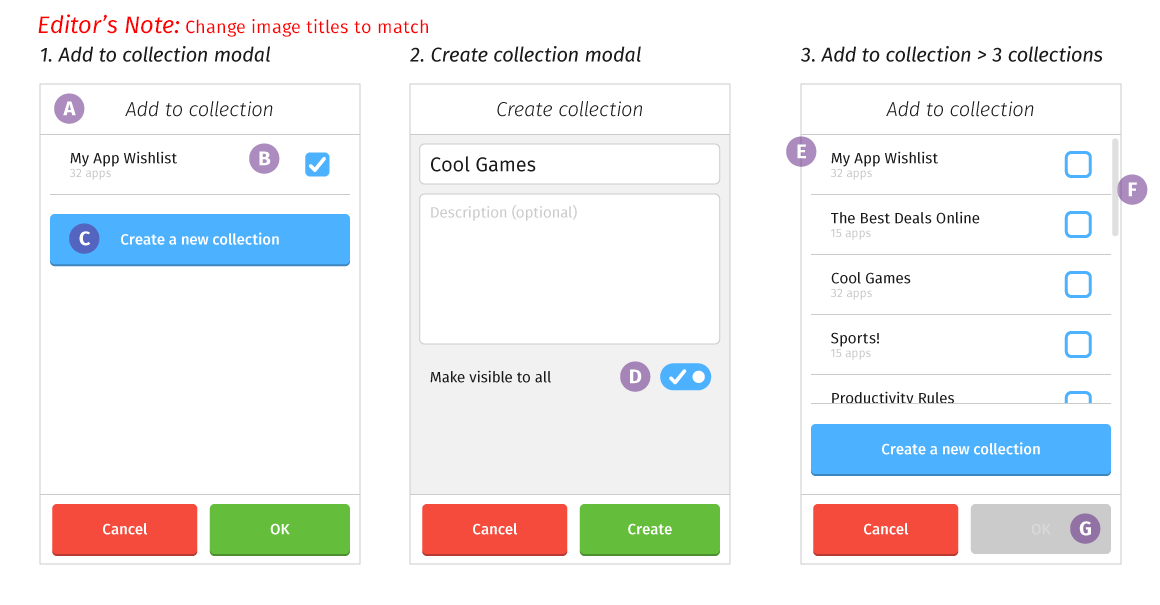 Editor's Note: Change image titles to match
1. Add to collection modal
A
Add to collection
My App Wishlist
32 apps
B
C
Create a new collection
Cancel
OK
2. Create collection modal
Create collection
Cool Games
Description (optional)
Make visible to all
D
Cancel
Create
3. Add to collection > 3 collections
Add to collection
E
My App Wishlist
32 apps
F
The Best Deals Online
15 apps
Cool Games
32 apps
Sports!
15 apps
Productivity Rules
Create a new collection
Cancel
OK
G